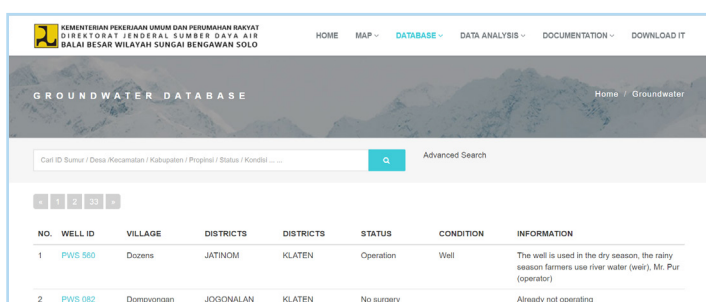 KEMENTERIAN PEKERJAAN UMUM DAN PERUMAHAN RAKYAT
DIREKTORAT JENDERAL SUMBER DAYA AIR
BALAI BESAR WILAYAH SUNGAI BENGAWAN SOLO
HOME MAP DATABASE DATA ANALYSIS DOCUMENTATION DOWNLOAD IT
GROUNDWATER DATABASE
Home / Groundwater
Cari ID Sumur / Desa /Kecamatan / Kabupaten / Propinsi / Status / Kondisi ... ...
Advanced Search
« 1 2 33 »
NO. WELL ID VILLAGE DISTRICTS DISTRICTS STATUS CONDITION INFORMATION
1 PWS 560 Dozens JATINOM KLATEN Operation Well The well is used in the dry season, the rainy
season farmers use river water (weir), Mr. Pur
(operator)
2 PWS 082 Dompyongan JOGONALAN KLATEN No surgery Already not operating